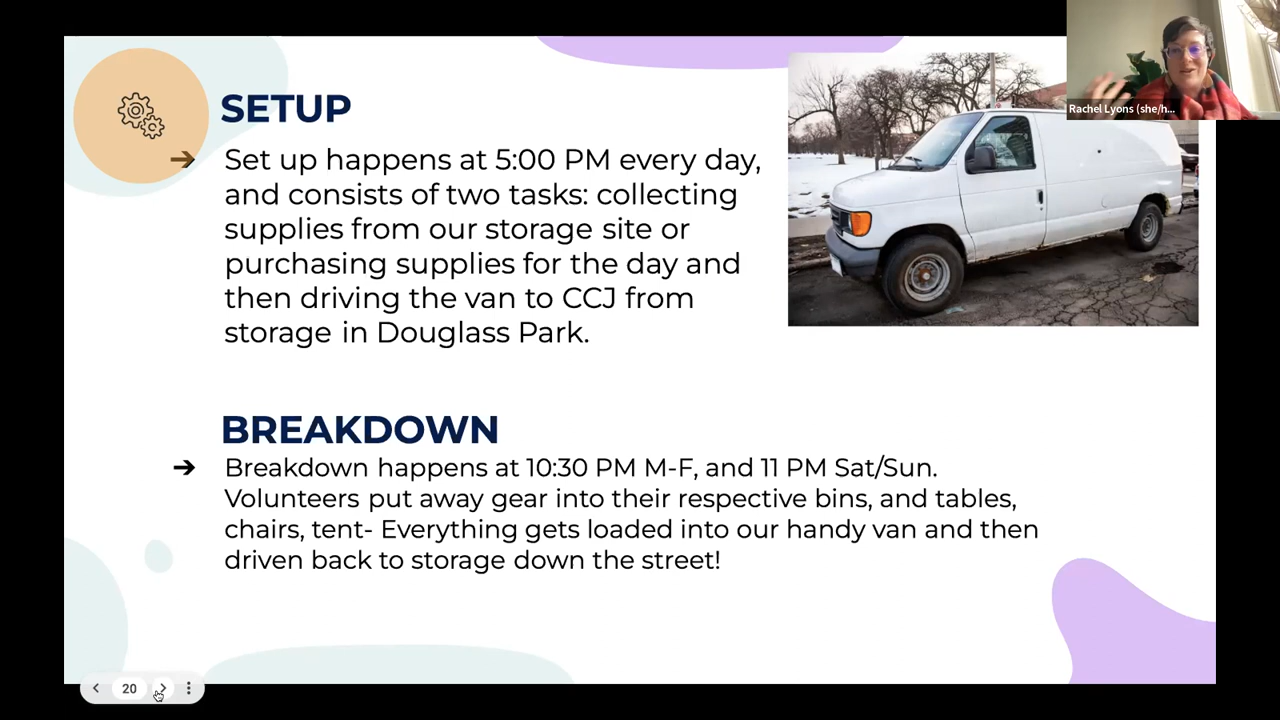 SETUP
➔ Set up happens at 5:00 PM every day,
and consists of two tasks: collecting
supplies from our storage site or
purchasing supplies for the day and
then driving the van to CCJ from
storage in Douglass Park.
Rachel Lyons (she/h...
BREAKDOWN
➔ Breakdown happens at 10:30 PM M-F, and 11 PM Sat/Sun.
Volunteers put away gear into their respective bins, and tables,
chairs, tent- Everything gets loaded into our handy van and then
driven back to storage down the street!
20